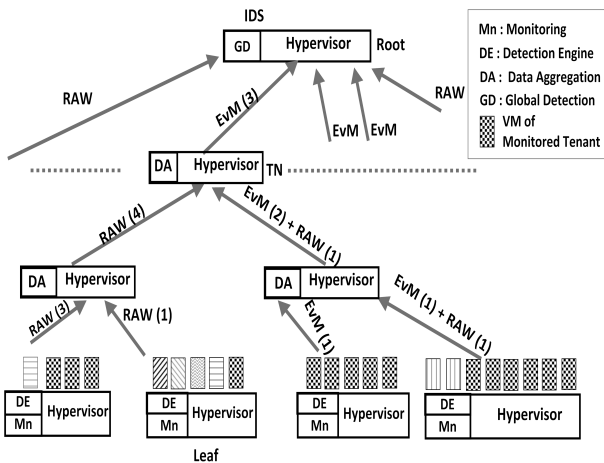 IDS
GD Hypervisor Root
Mn : Monitoring
DE : Detection Engine
DA : Data Aggregation
GD : Global Detection
VM of
Monitored Tenant
RAW
EvM (3)
EvM
EvM
RAW
DA Hypervisor TN
RAW (4)
EvM (2) + RAW (1)
DA Hypervisor
DA Hypervisor
RAW (3)
RAW (1)
EvM (1)
EvM (1) + RAW (1)
DE
Mn
Hypervisor
DE
Mn
Hypervisor
DE
Mn
Hypervisor
DE
Mn
Hypervisor
Leaf